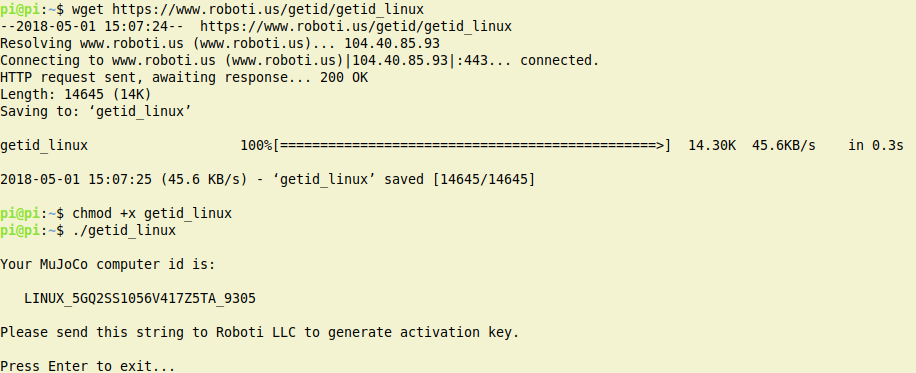 pi@pi:~$ wget https://www.roboti.us/getid/getid_linux
--2018-05-01 15:07:24--  https://www.roboti.us/getid/getid_linux
Resolving www.roboti.us (www.roboti.us)... 104.40.85.93
Connecting to www.roboti.us (www.roboti.us)|104.40.85.93|:443... connected.
HTTP request sent, awaiting response... 200 OK
Length: 14645 (14K)
Saving to: ‘getid_linux’
getid_linux                   100%[===============================================>]  14.30K  45.6KB/s    in 0.3s
2018-05-01 15:07:25 (45.6 KB/s) - ‘getid_linux’ saved [14645/14645]
pi@pi:~$ chmod +x getid_linux
pi@pi:~$ ./getid_linux
Your MuJoCo computer id is:
LINUX_5GQ2SS1056V417Z5TA_9305
Please send this string to Roboti LLC to generate activation key.
Press Enter to exit...